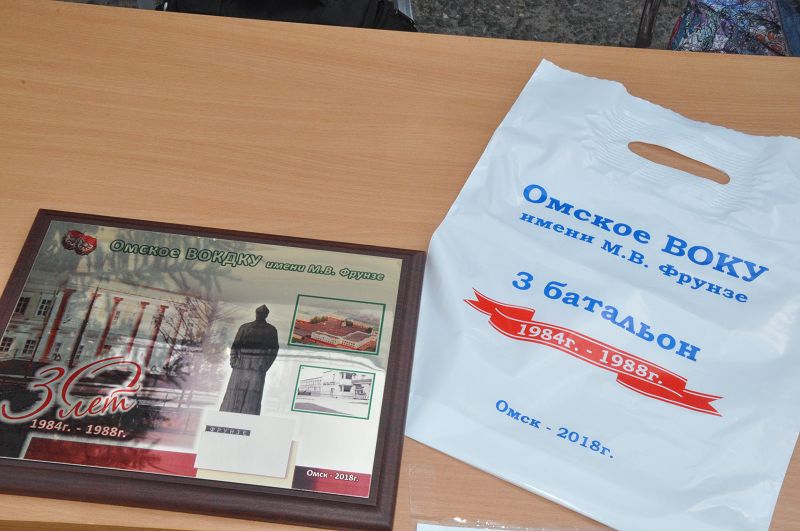 Омское ВОКДКУ имени М.В. Фрунзе
30 лет
1984г. - 1988г.
ФРУНЗЕ
Омск - 2018г.
Омское ВОКУ
имени М.В. Фрунзе
3 батальон
1984г. - 1988г.
Омск - 2018г.